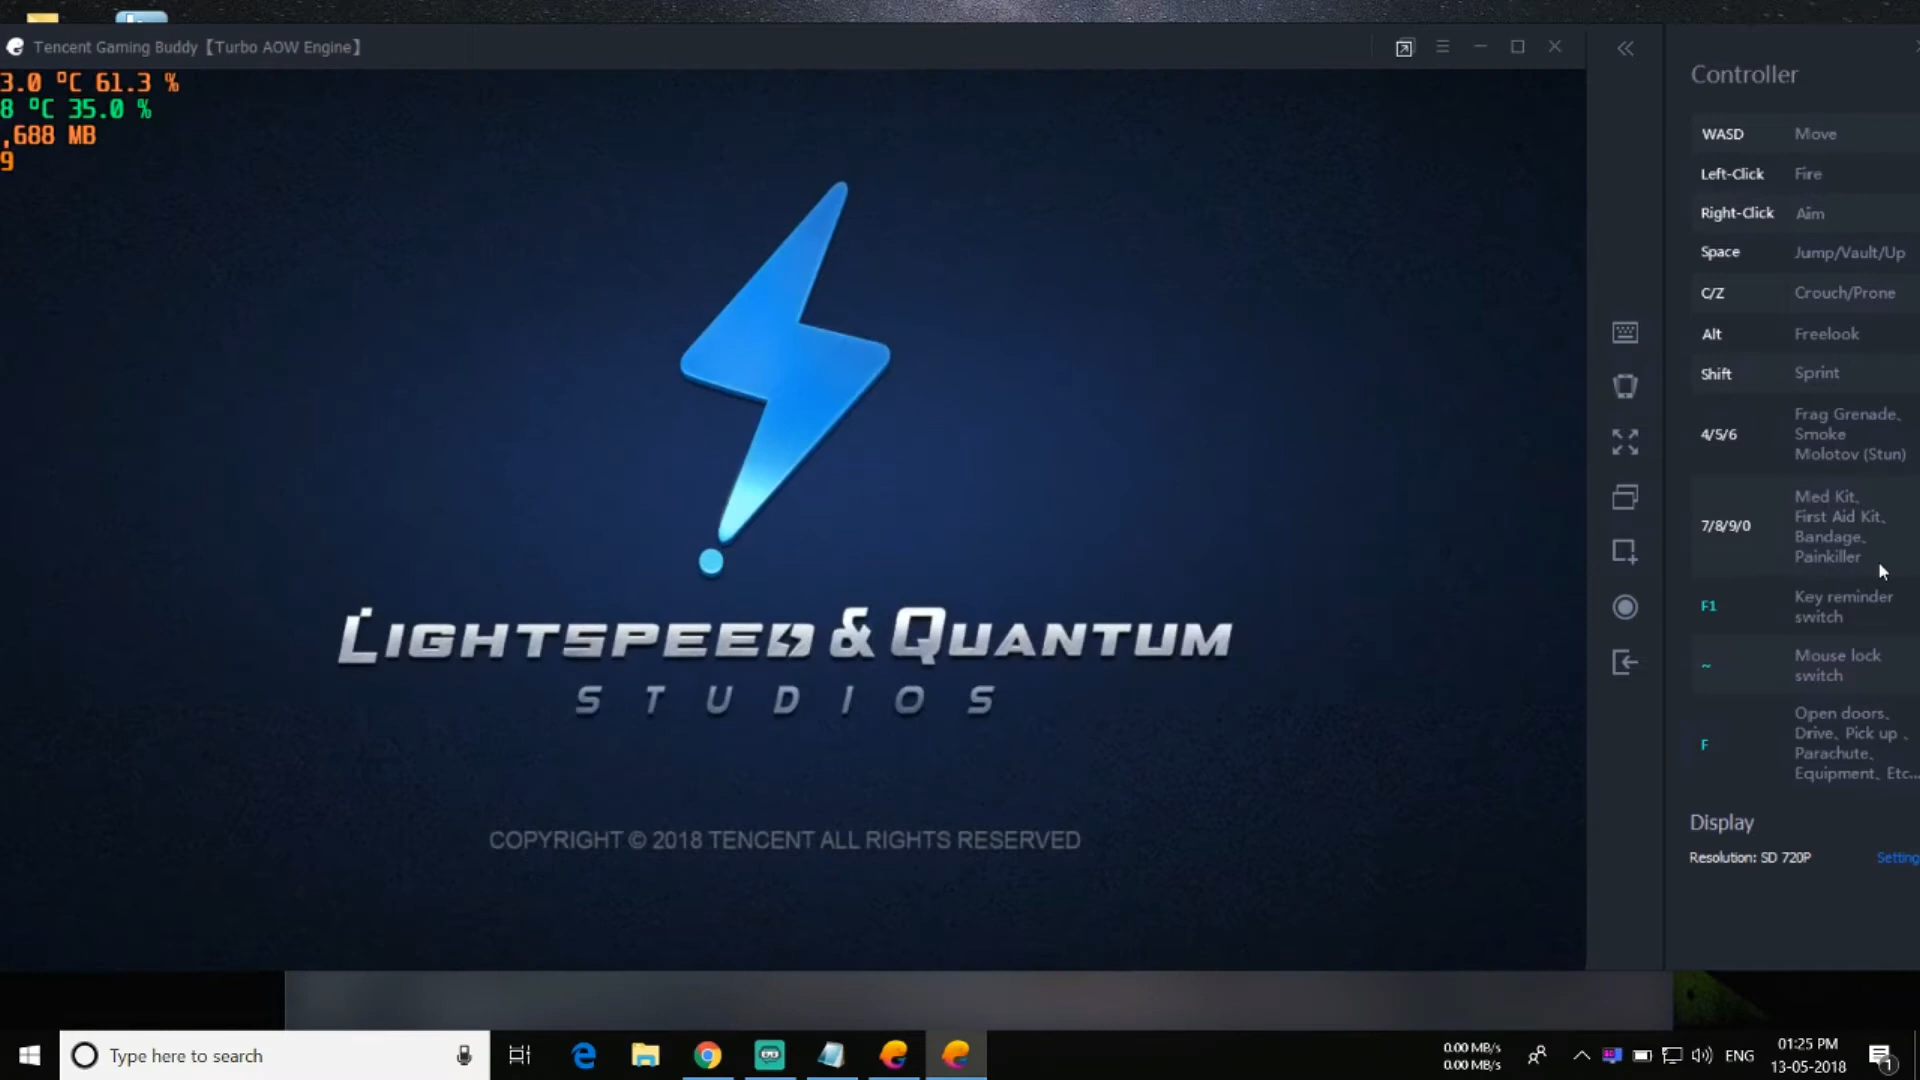 Tencent Gaming Buddy【Turbo AOW Engine】
3.0 ºC 61.3 %
8 ºC 35.0 %
,688 MB
9
LIGHTSPEED & QUANTUM
STUDIOS
COPYRIGHT © 2018 TENCENT ALL RIGHTS RESERVED
Controller
WASD Move
Left-Click Fire
Right-Click Aim
Space Jump/Vault/Up
C/Z Crouch/Prone
Alt Freelook
Shift Sprint
4/5/6 Frag Grenade、
Smoke
Molotov (Stun)
7/8/9/0 Med Kit、
First Aid Kit、
Bandage、
Painkiller
F1 Key reminder
switch
~ Mouse lock
switch
F Open doors、
Drive、Pick up 、
Parachute、
Equipment、Etc...
Display
Resolution: SD 720P Setting
Type here to search
0.00 MB/s
0.00 MB/s
ENG
01:25 PM
13-05-2018
1